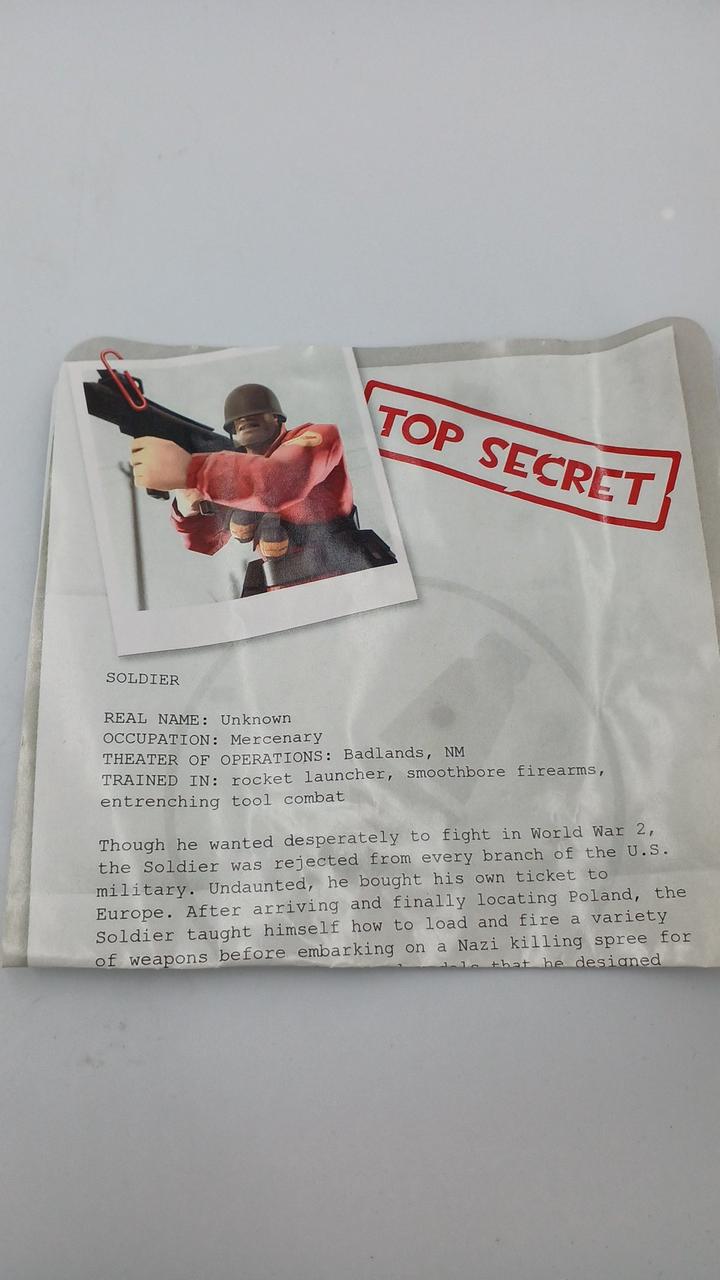 TOP SECRET
SOLDIER
REAL NAME: Unknown
OCCUPATION: Mercenary
THEATER OF OPERATIONS: Badlands, NM
TRAINED IN: rocket launcher, smoothbore firearms,
entrenching tool combat
Though he wanted desperately to fight in World War 2,
the Soldier was rejected from every branch of the U.S.
military. Undaunted, he bought his own ticket to
Europe. After arriving and finally locating Poland, the
Soldier taught himself how to load and fire a variety
of weapons before embarking on a Nazi killing spree for
that he designed